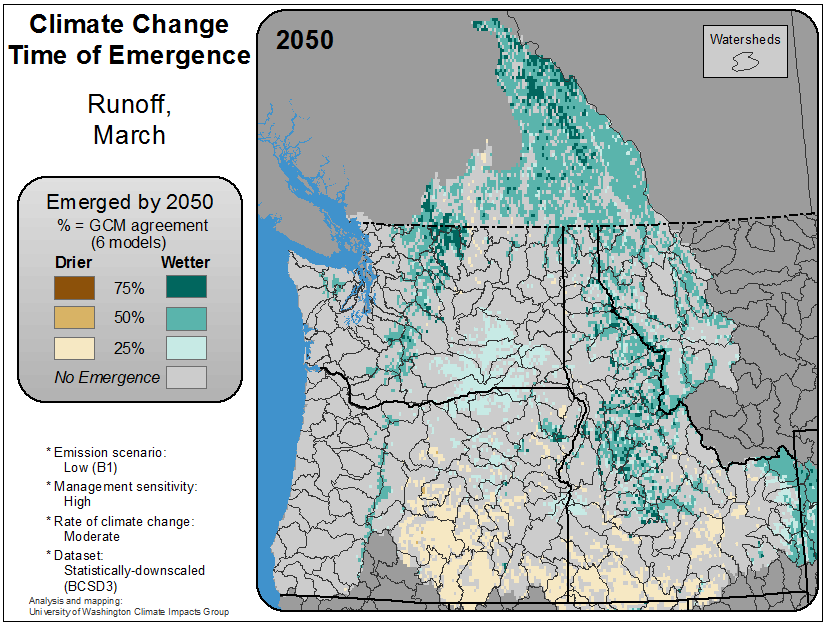 Climate Change
Time of Emergence
Runoff,
March
Emerged by 2050
% = GCM agreement
(6 models)
Drier Wetter
75%
50%
25%
No Emergence
* Emission scenario:
Low (B1)
* Management sensitivity:
High
* Rate of climate change:
Moderate
* Dataset:
Statistically-downscaled
(BCSD3)
Analysis and mapping:
University of Washington Climate Impacts Group
2050
Watersheds